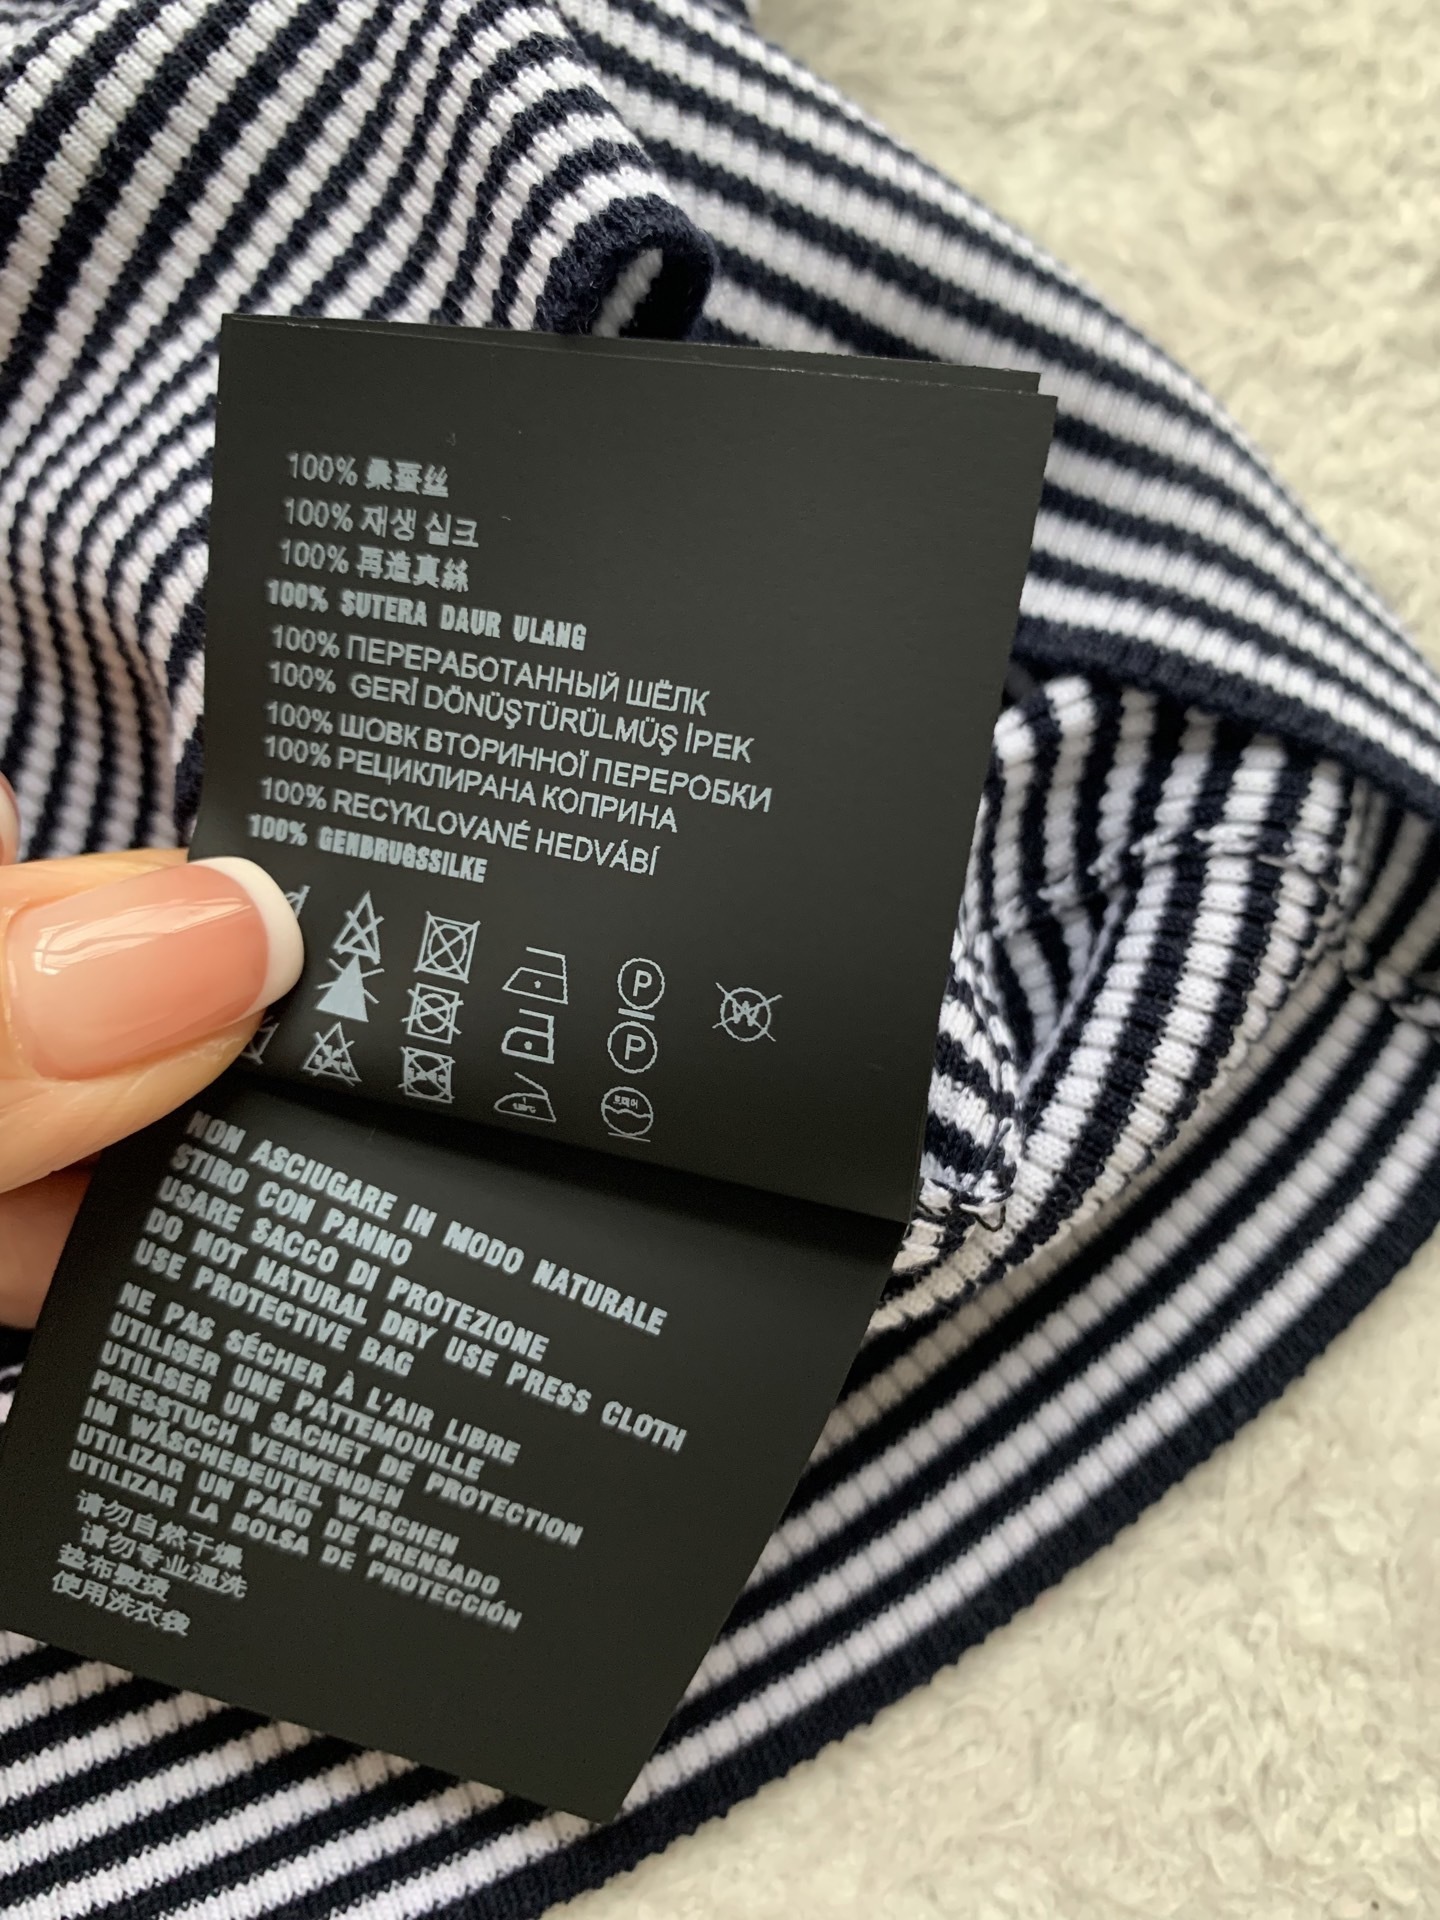 100% 桑蚕丝
100% 재생 실크
100% 再造真絲
100% SUTERA DAUR ULANG
100% ПЕРЕРАБОТАННЫЙ ШЁЛК
100% GERİ DÖNÜŞTÜRÜLMÜŞ İPEK
100% ШОВК ВТОРИННОЇ ПЕРЕРОБКИ
100% РЕЦИКЛИРАНА КОПРИНА
100% RECYKLOVANÉ HEDVÁBÍ
100% GENBRUGSSILKE
P
W
P
NON ASCIUGARE IN MODO NATURALE
STIRO CON PANNO
USARE SACCO DI PROTEZIONE
DO NOT NATURAL DRY USE PRESS CLOTH
USE PROTECTIVE BAG
NE PAS SÉCHER À L'AIR LIBRE
UTILISER UNE PATTEMOUILLE
UTILISER UN SACHET DE PROTECTION
PRESSTUCH VERWENDEN
IM WÄSCHEBEUTEL WASCHEN
UTILIZAR UN PAÑO DE PRENSADO
UTILIZAR LA BOLSA DE PROTECCIÓN
请勿自然干燥
请勿专业湿洗
垫布熨烫
使用洗衣袋